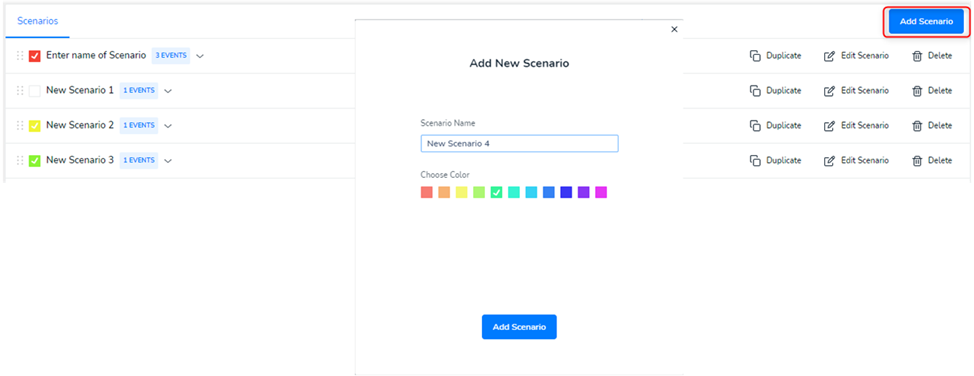 Scenarios
Add Scenario
Enter name of Scenario 3 EVENTS
Duplicate Edit Scenario Delete
New Scenario 1 1 EVENTS
Duplicate Edit Scenario Delete
New Scenario 2 1 EVENTS
Duplicate Edit Scenario Delete
New Scenario 3 1 EVENTS
Duplicate Edit Scenario Delete
Add New Scenario
Scenario Name
New Scenario 4
Choose Color
Add Scenario